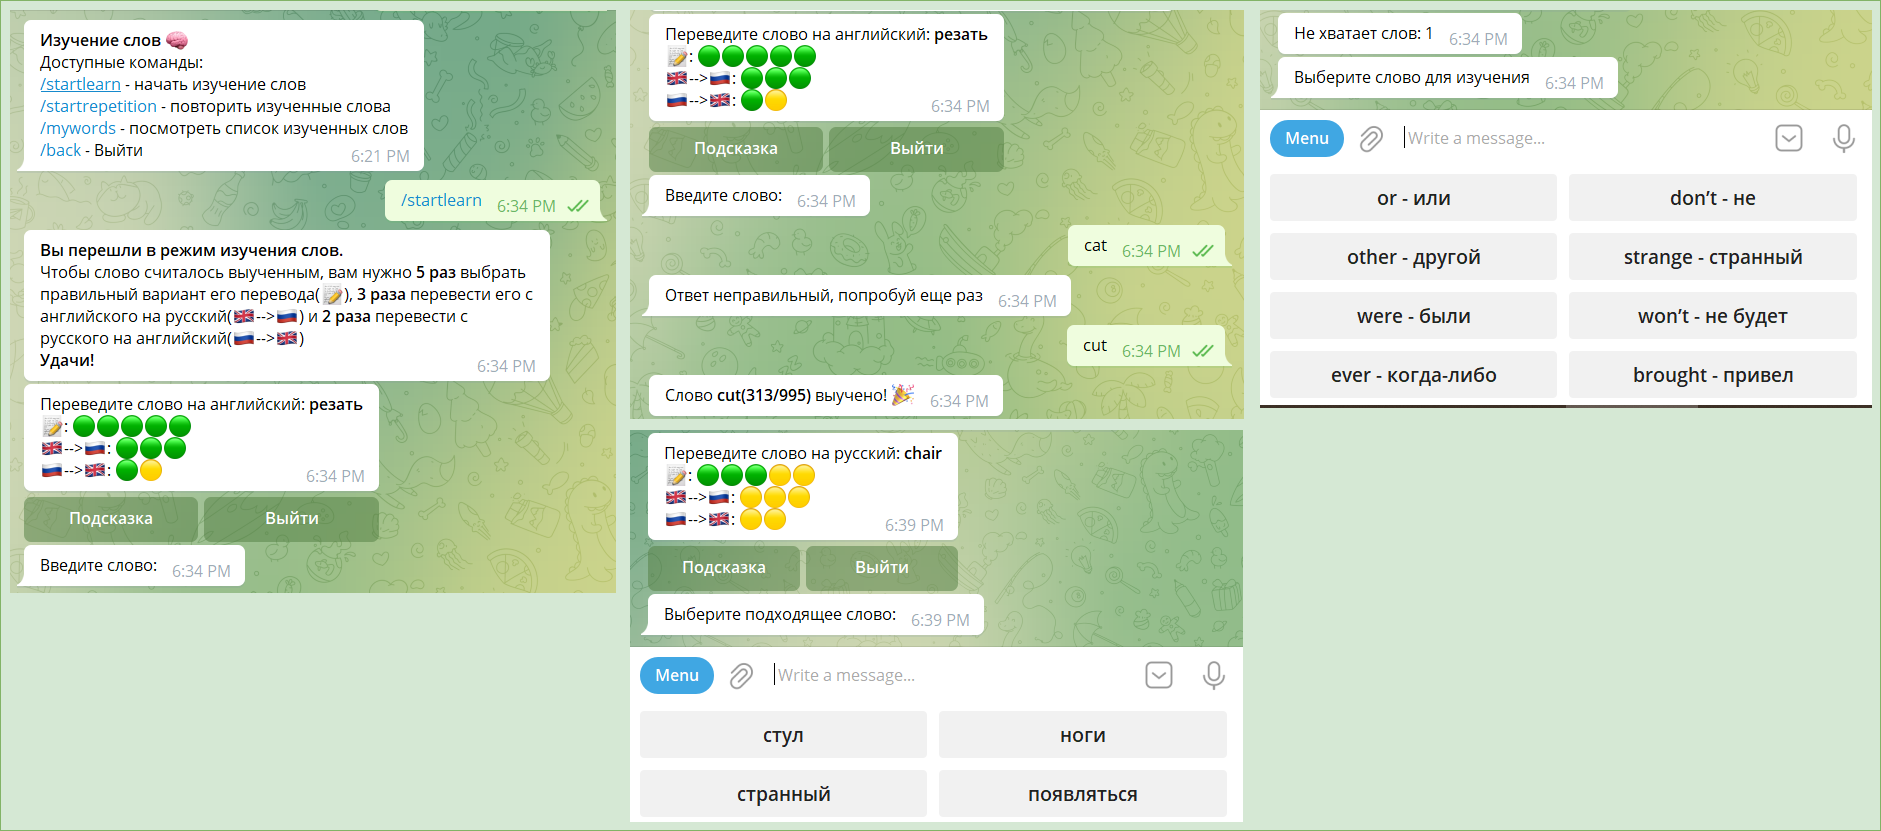 Изучение слов 🧠
Доступные команды:
/startlearn - начать изучение слов
/startrepetition - повторить изученные слова
/mywords - посмотреть список изученных слов
/back - Выйти
6:21 PM
/startlearn 6:34 PM
Вы перешли в режим изучения слов.
Чтобы слово считалось выученным, вам нужно 5 раз выбрать
правильный вариант его перевода(📝), 3 раза перевести его с
английского на русский(🇬🇧-->🇷🇺) и 2 раза перевести с
русского на английский(🇷🇺-->🇬🇧)
Удачи!
6:34 PM
Переведите слово на английский: резать
📝: 🟢🟢🟢🟢🟢
🇬🇧-->🇷🇺: 🟢🟢🟢
🇷🇺-->🇬🇧: 🟢🟡
6:34 PM
Подсказка
Выйти
Введите слово: 6:34 PM
Переведите слово на английский: резать
📝: 🟢🟢🟢🟢🟢
🇬🇧-->🇷🇺: 🟢🟢🟢
🇷🇺-->🇬🇧: 🟢🟡
6:34 PM
Подсказка
Выйти
Введите слово: 6:34 PM
cat 6:34 PM
Ответ неправильный, попробуй еще раз 6:34 PM
cut 6:34 PM
Слово cut(313/995) выучено! 🎉 6:34 PM
Переведите слово на русский: chair
📝: 🟢🟢🟢🟡🟡
🇬🇧-->🇷🇺: 🟡🟡🟡
🇷🇺-->🇬🇧: 🟡🟡
6:39 PM
Подсказка
Выйти
Выберите подходящее слово: 6:39 PM
Menu
Write a message...
стул
ноги
странный
появляться
Не хватает слов: 1 6:34 PM
Выберите слово для изучения 6:34 PM
Menu
Write a message...
or - или
don’t - не
other - другой
strange - странный
were - были
won’t - не будет
ever - когда-либо
brought - привел